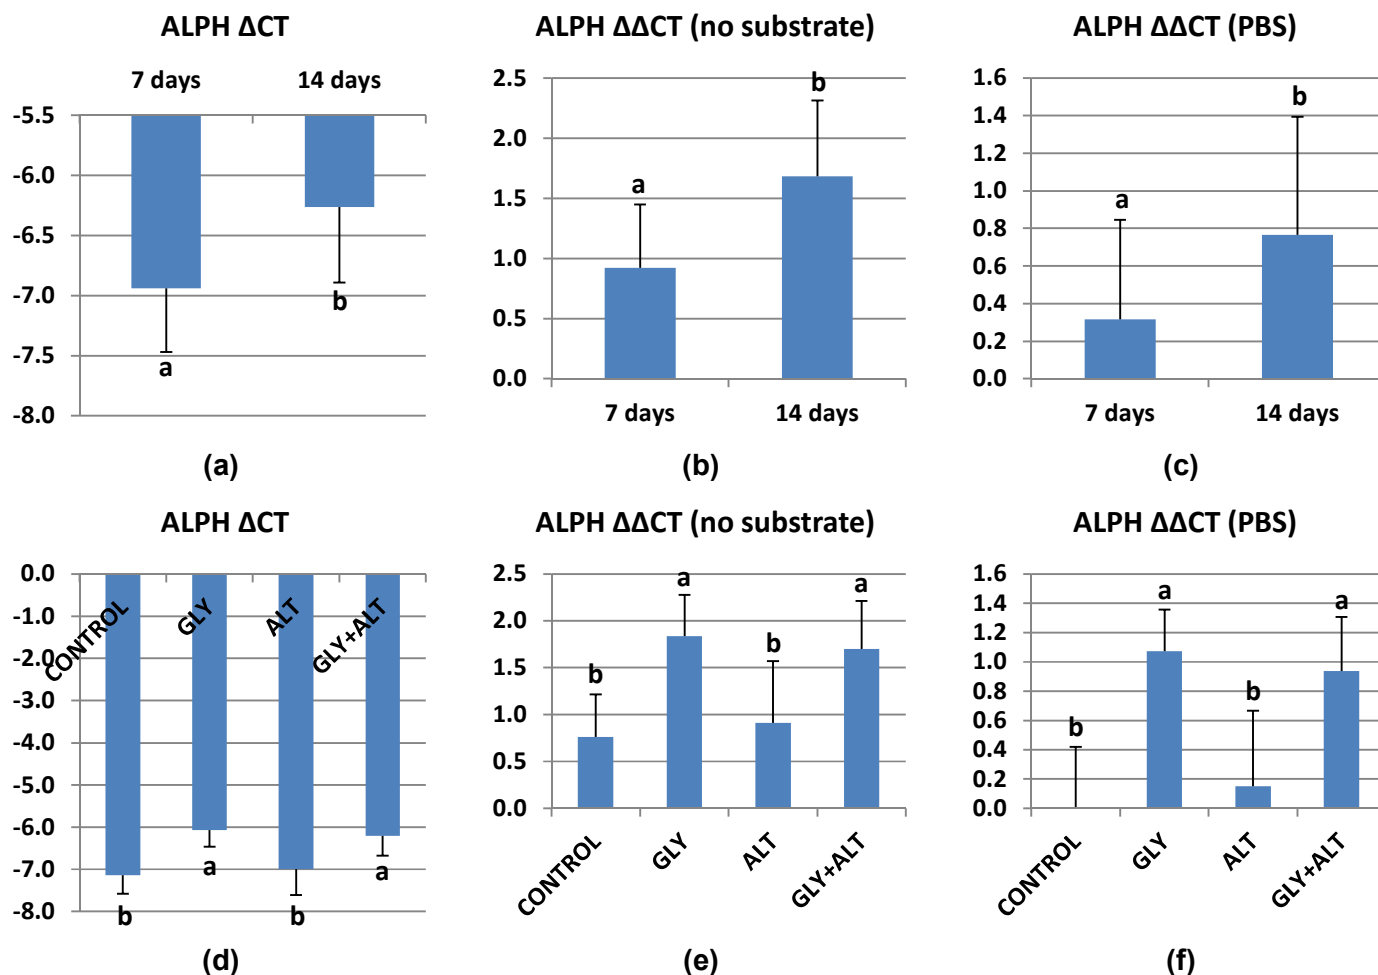 ALPH ΔCT
7 days 14 days
-5.5
-6.0
-6.5
-7.0
-7.5
-8.0
a
b
(a)
ALPH ΔΔCT (no substrate)
2.5
2.0
1.5
1.0
0.5
0.0
a
b
7 days 14 days
(b)
ALPH ΔΔCT (PBS)
1.6
1.4
1.2
1.0
0.8
0.6
0.4
0.2
0.0
a
b
7 days 14 days
(c)
ALPH ΔCT
0.0
-1.0
-2.0
-3.0
-4.0
-5.0
-6.0
-7.0
-8.0
CONTROL GLY ALT GLY+ALT
b a b a
(d)
ALPH ΔΔCT (no substrate)
2.5
2.0
1.5
1.0
0.5
0.0
b a b a
CONTROL GLY ALT GLY+ALT
(e)
ALPH ΔΔCT (PBS)
1.6
1.4
1.2
1.0
0.8
0.6
0.4
0.2
0.0
b a b a
CONTROL GLY ALT GLY+ALT
(f)